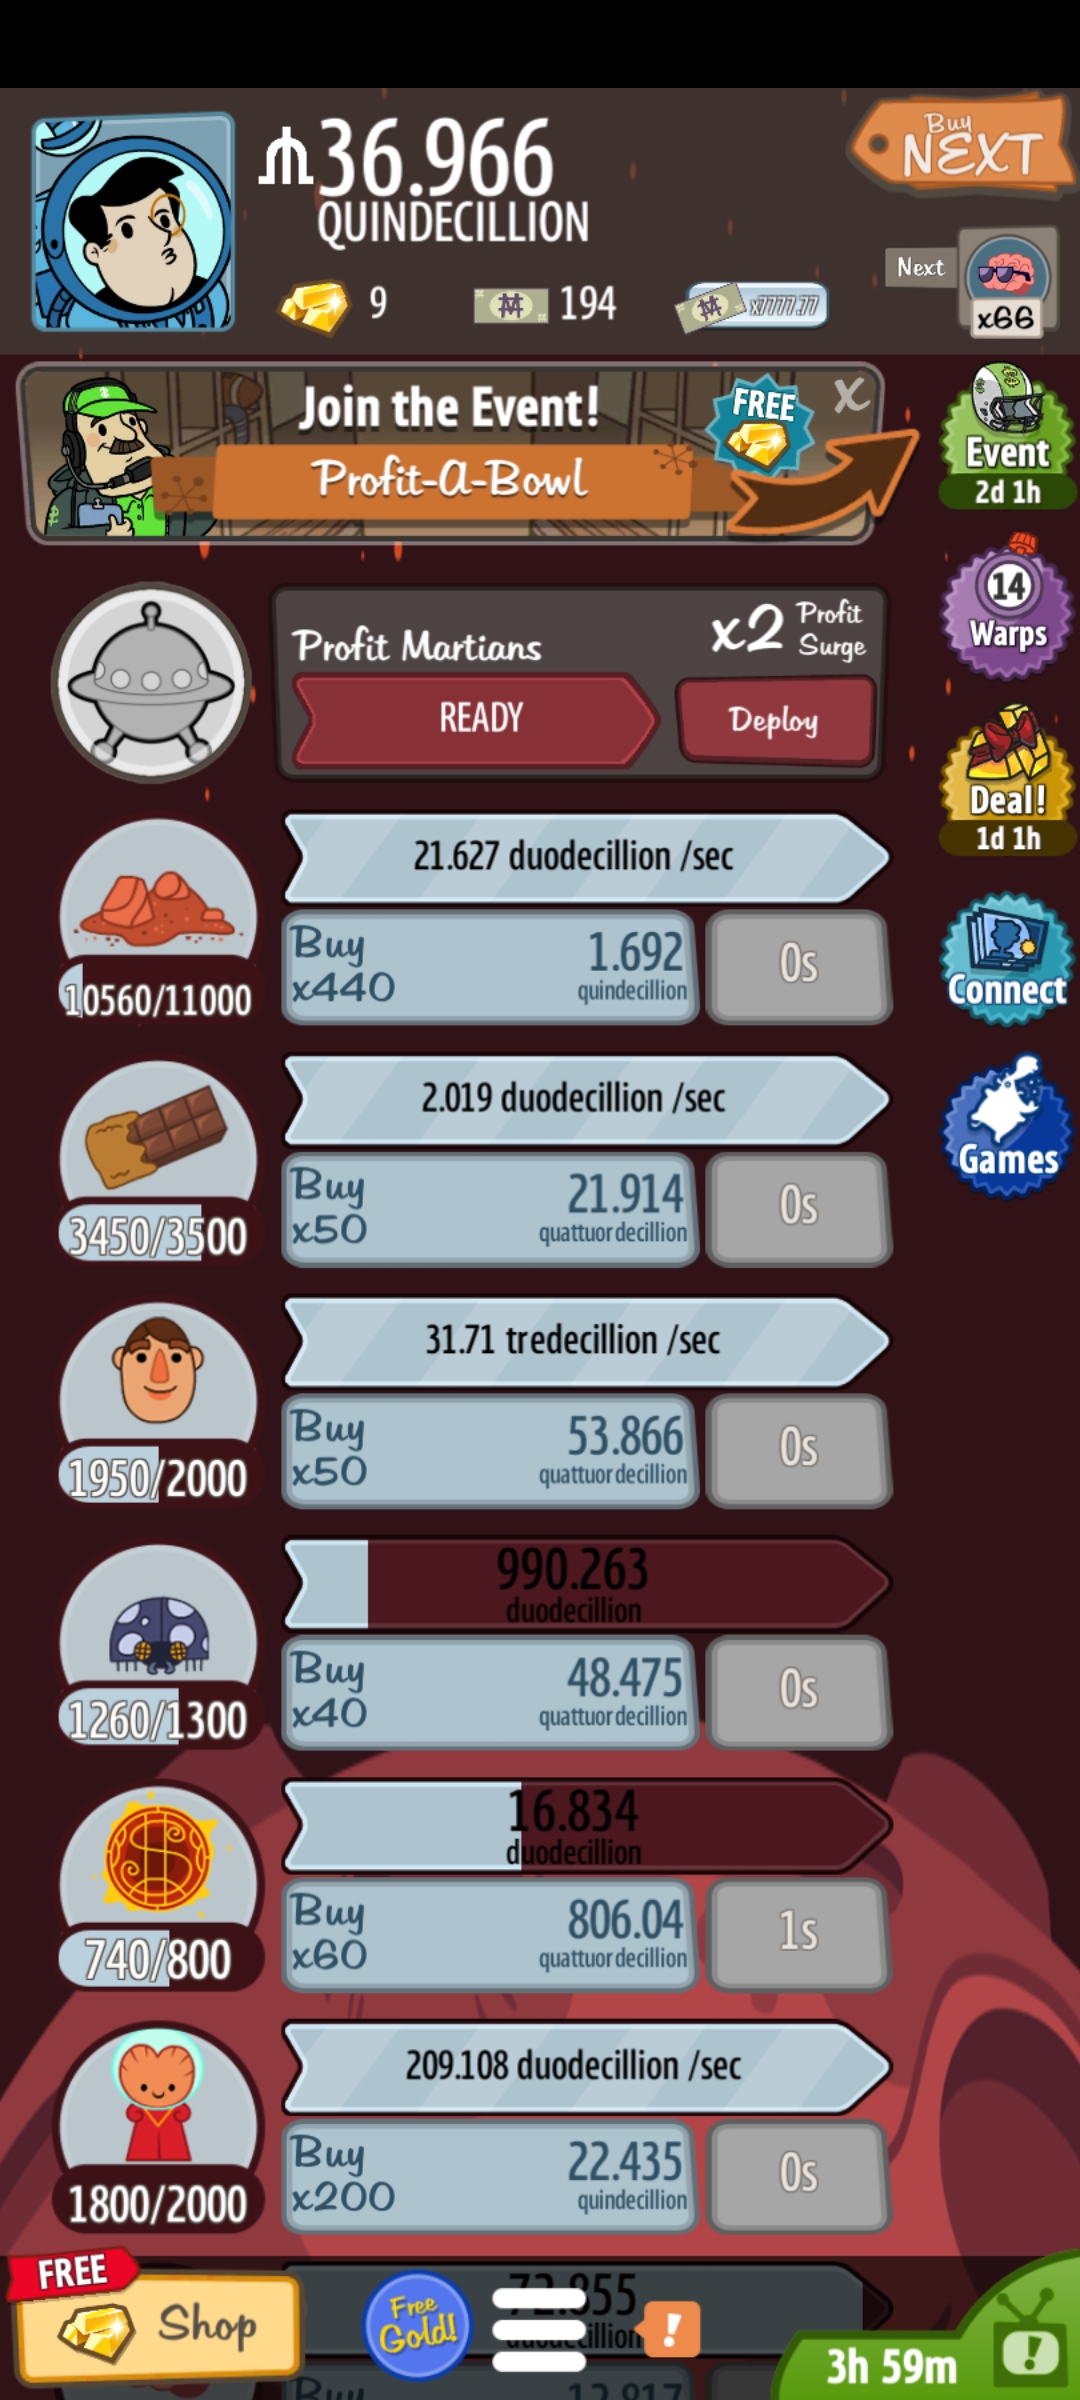 36.966
QUINDECILLION
Buy
NEXT
9
194
x7777.77
Next
x66
Join the Event!
Profit-A-Bowl
FREE
X
Event
2d 1h
14
Warps
Profit Martians
x2 Profit
Surge
READY
Deploy
Deal!
1d 1h
21.627 duodecillion /sec
10560/11000
Buy
x440
1.692
quindecillion
0s
Connect
2.019 duodecillion /sec
3450/3500
Buy
x50
21.914
quattuordecillion
0s
Games
31.71 tredecillion /sec
1950/2000
Buy
x50
53.866
quattuordecillion
0s
990.263
duodecillion
1260/1300
Buy
x40
48.475
quattuordecillion
0s
16.834
duodecillion
740/800
Buy
x60
806.04
quattuordecillion
1s
209.108 duodecillion /sec
1800/2000
Buy
x200
22.435
quindecillion
0s
FREE
Shop
Free
Gold!
!
3h 59m
!
Buy
12.817